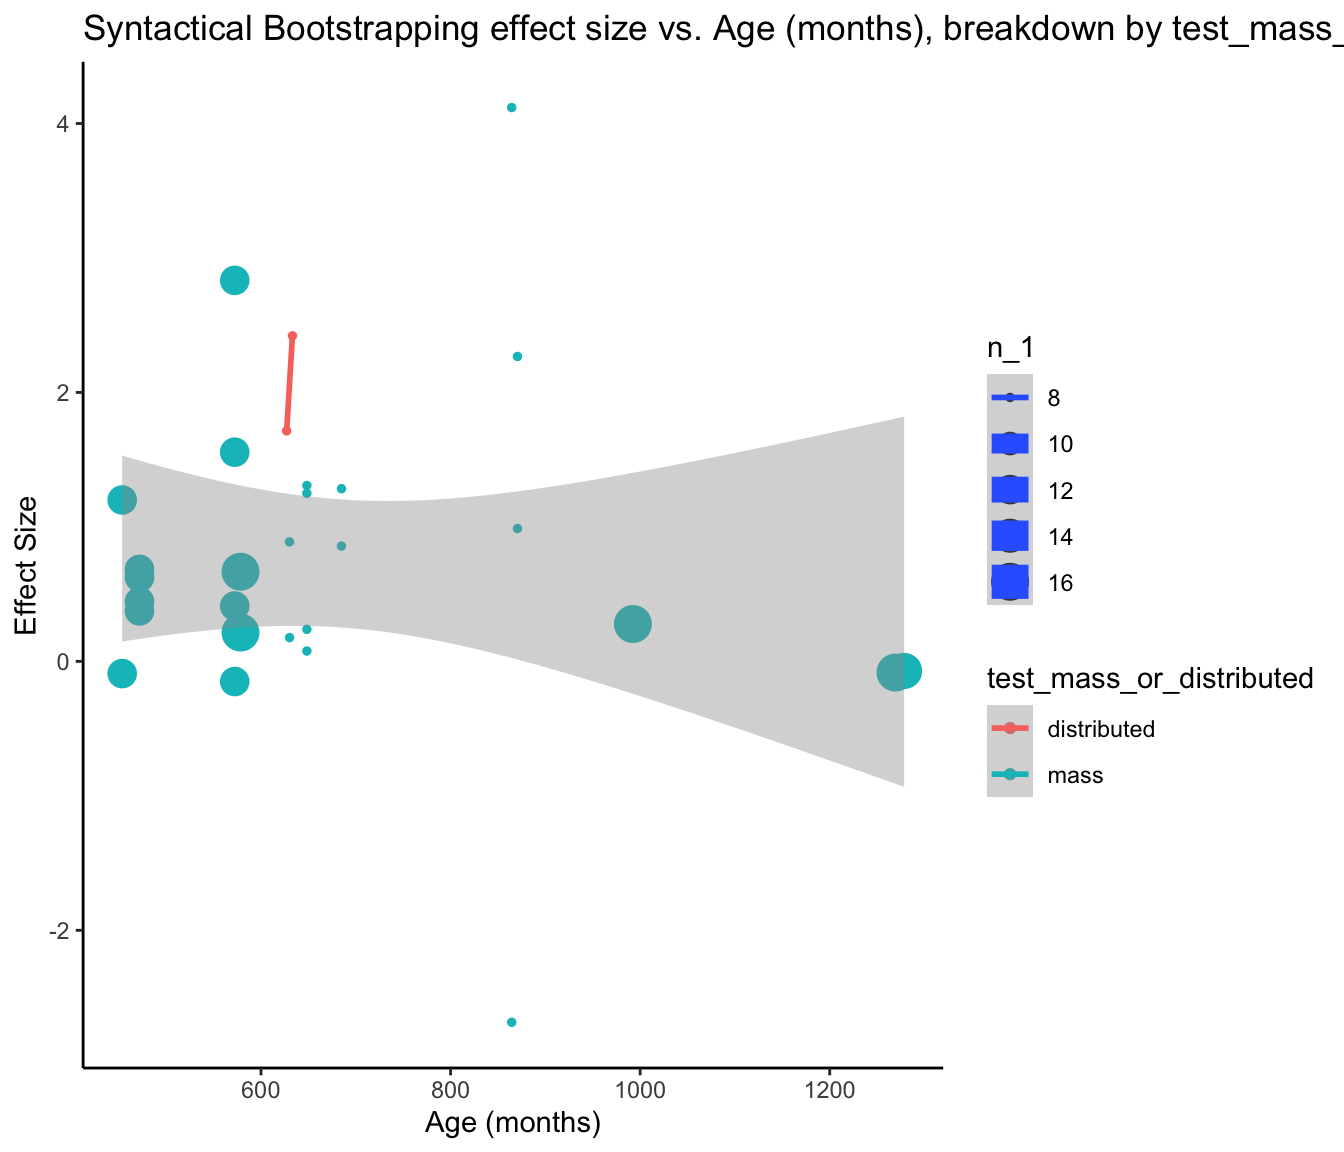 Syntactical Bootstrapping effect size vs. Age (months), breakdown by test_mass_
4
2
0
-2
Effect Size
600
800
1000
1200
Age (months)
n_1
8
10
12
14
16
test_mass_or_distributed
distributed
mass